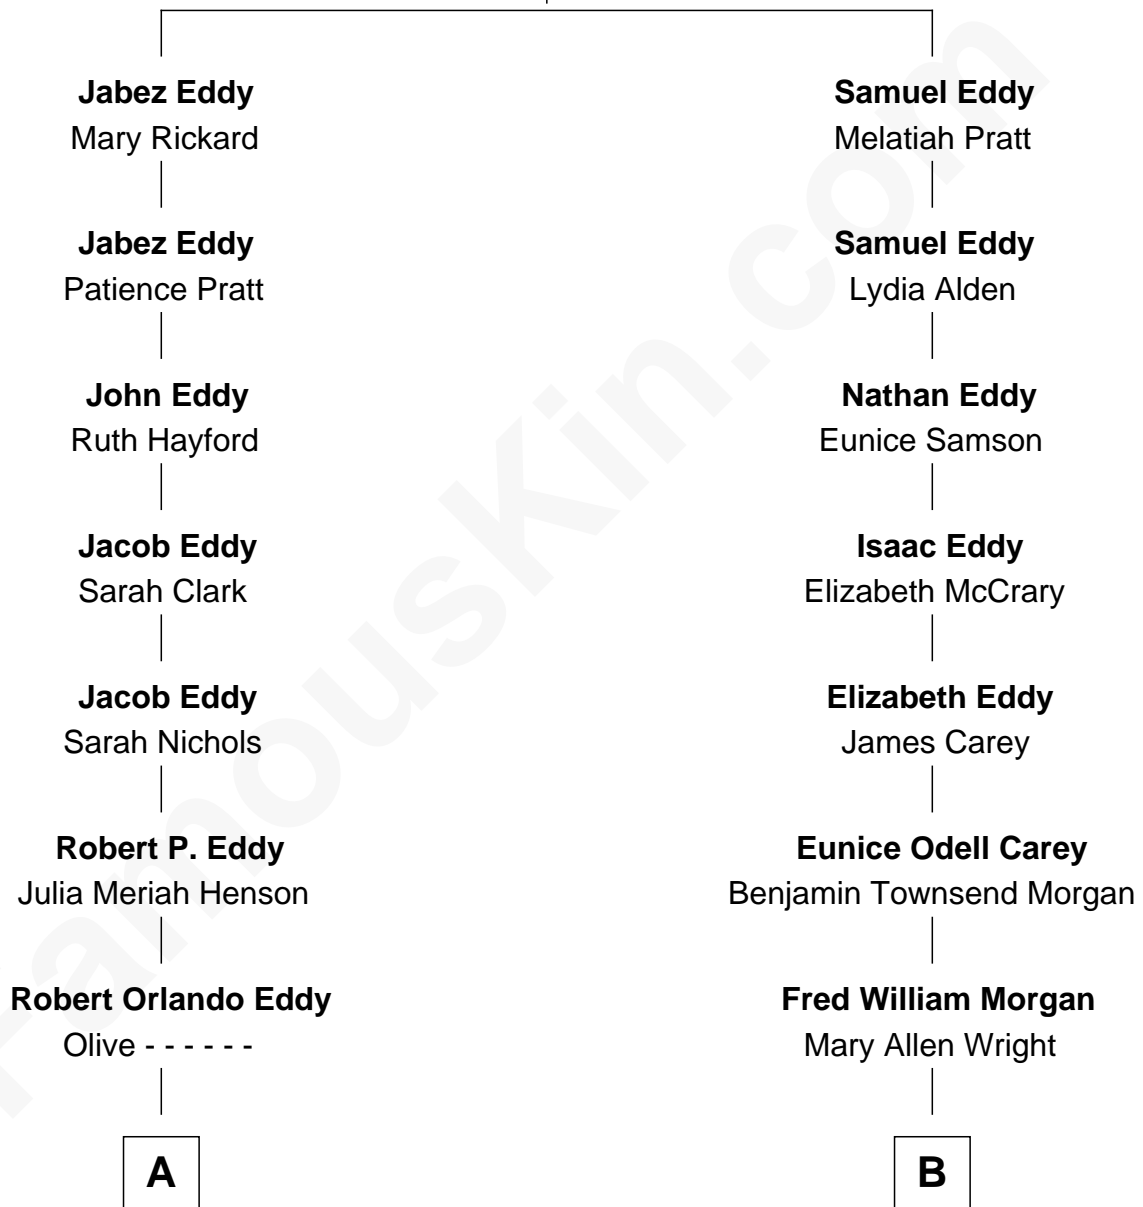 Jabez Eddy
Mary Rickard
Jabez Eddy
Patience Pratt
John Eddy
Ruth Hayford
Jacob Eddy
Sarah Clark
Jacob Eddy
Sarah Nichols
Robert P. Eddy
Julia Meriah Henson
Robert Orlando Eddy
Olive - - - - - -
A
Samuel Eddy
Melatiah Pratt
Samuel Eddy
Lydia Alden
Nathan Eddy
Eunice Samson
Isaac Eddy
Elizabeth McCrary
Elizabeth Eddy
James Carey
Eunice Odell Carey
Benjamin Townsend Morgan
Fred William Morgan
Mary Allen Wright
B
FamousKin.com